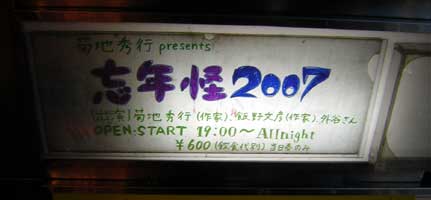 菊地秀行 presents
忘年怪2007
[出演] 菊地秀行(作家) 飯野文彦(作家) 外谷さん
OPEN・START 19:00～Allnight
￥600(飲食代別) 当日券のみ